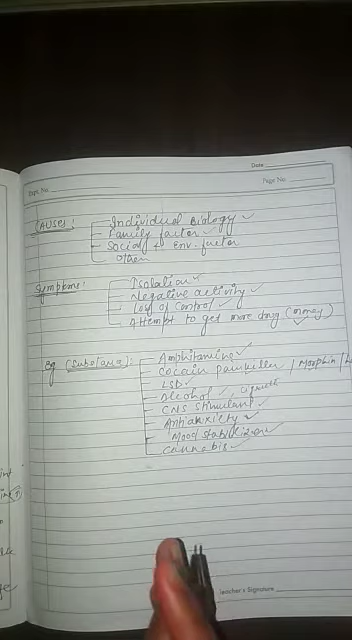 Date
Expt. No.
Page No.
Causes:
Individual Biology
Family factor
Social & Env. factor
Other
Symptoms:
Isolation
Negative activity
Loss of control
Attempt to get more drug (money)
eg
Amphitamine
Cocain painkiller / Morphin /
LSD
Alcohol,
CNS stimulant
Antianxiety
Mood stabilizer
Cannabis
Teacher's Signature